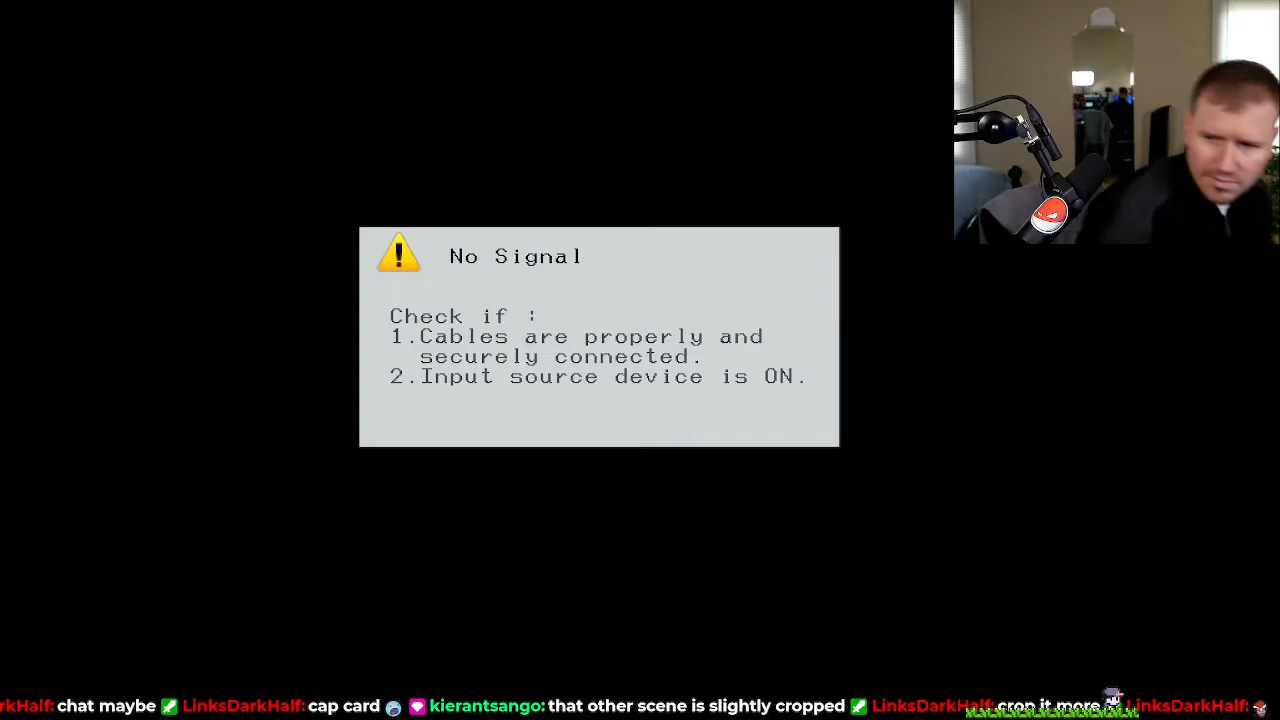 No Signal
Check if :
1.Cables are properly and
securely connected.
2.Input source device is ON.
rkHalf: chat maybe LinksDarkHalf: cap card kierantsango: that other scene is slightly cropped LinksDarkHalf: crop it more LinksDarkHalf: